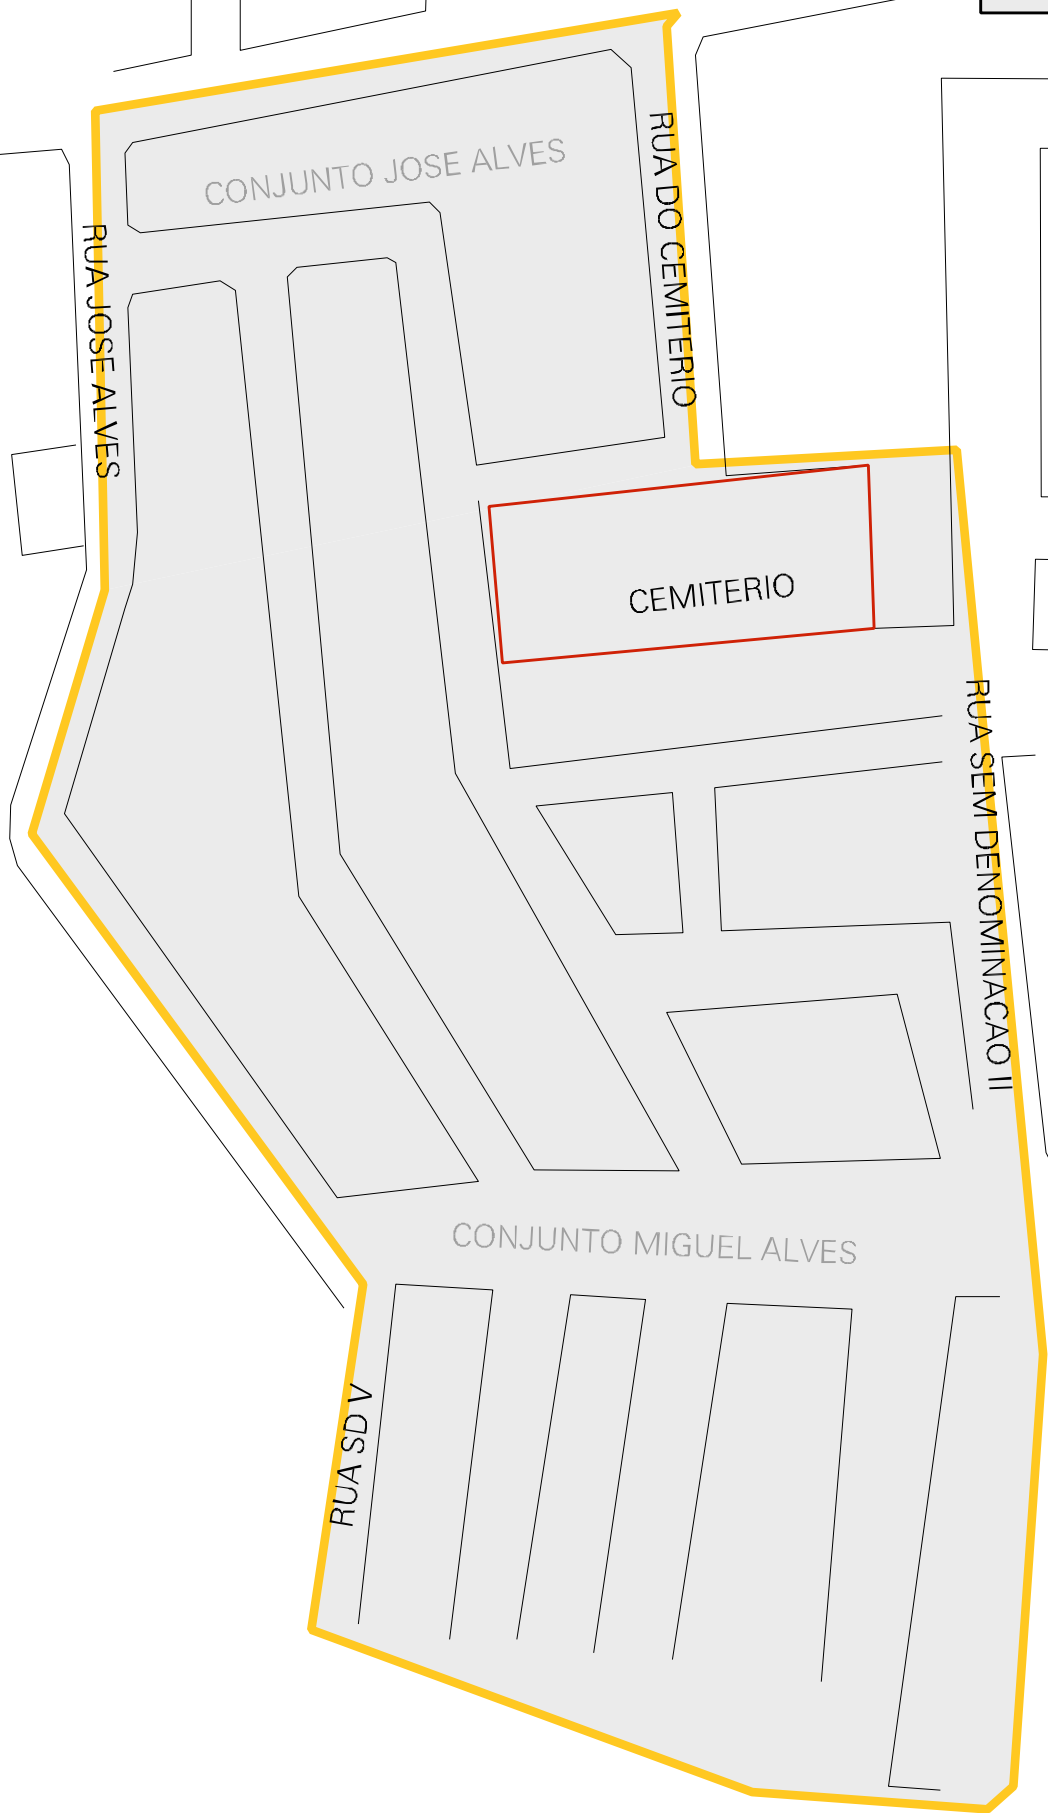 CONJUNTO JOSE ALVES
RUA DO CEMITERIO
RUA JOSE ALVES
CEMITERIO
RUA SEM DENOMINACAO II
CONJUNTO MIGUEL ALVES
RUA SD V